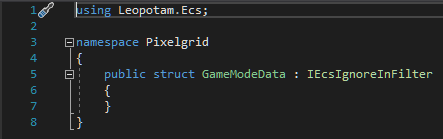 1 using Leopotam.Ecs;
2
3 namespace Pixelgrid
4 {
5 public struct GameModeData : IEcsIgnoreInFilter
6 {
7 }
8 }